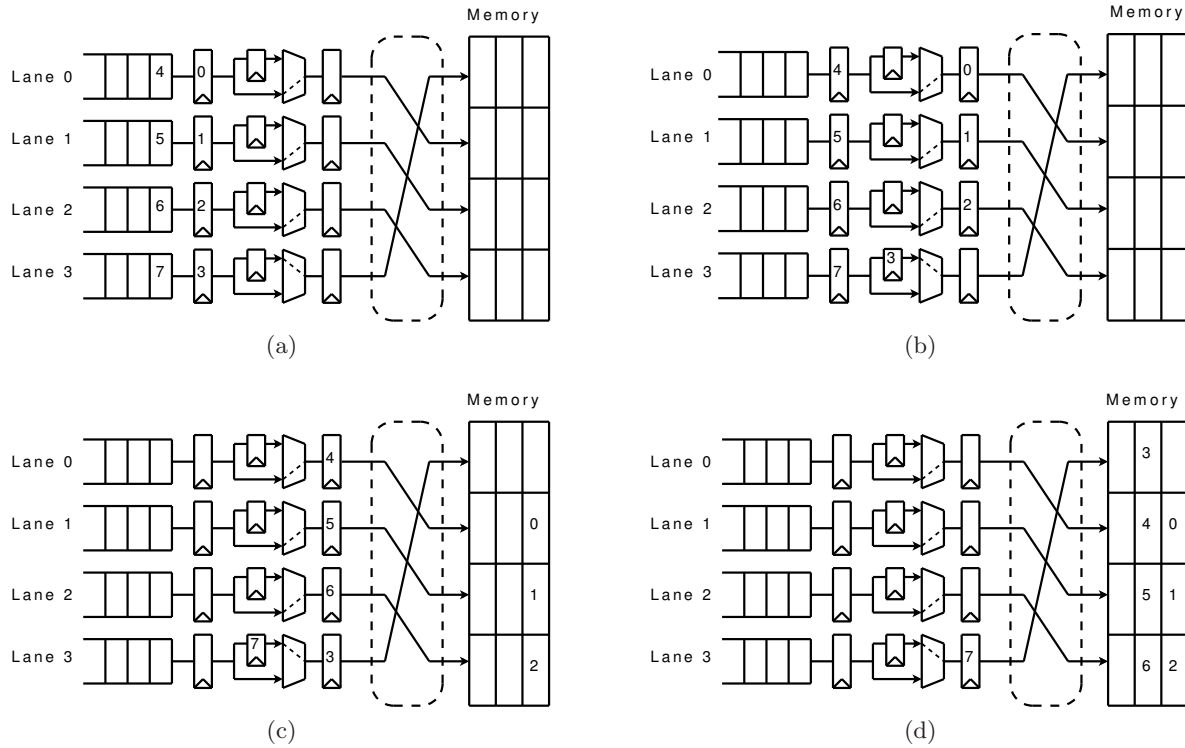 Memory
Lane 0 4 0
Lane 1 5 1
Lane 2 6 2
Lane 3 7 3
(a)
Memory
Lane 0 4 0
Lane 1 5 1
Lane 2 6 2
Lane 3 7 3
(b)
Memory
Lane 0 4
Lane 1 5 0
Lane 2 6 1
Lane 3 7 3 2
(c)
Memory
Lane 0 3
Lane 1 4 0
Lane 2 5 1
Lane 3 7 6 2
(d)